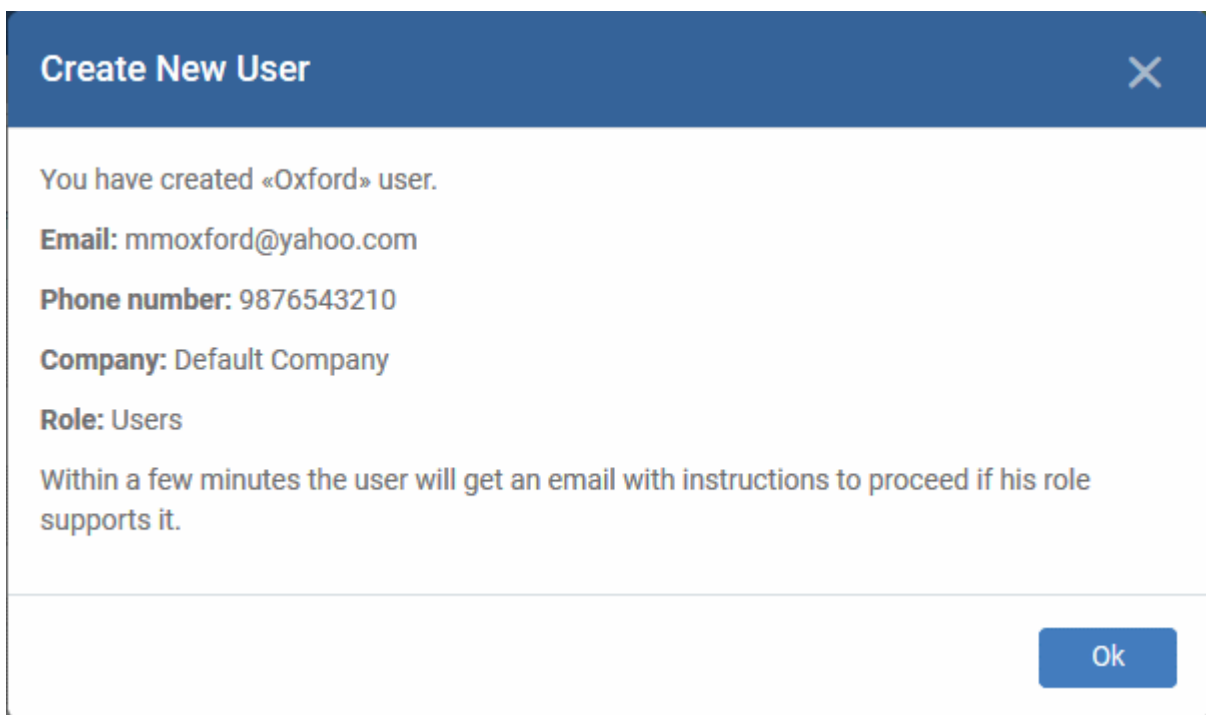 Create New User
You have created «Oxford» user.
Email: mmoxford@yahoo.com
Phone number: 9876543210
Company: Default Company
Role: Users
Within a few minutes the user will get an email with instructions to proceed if his role
supports it.
Ok